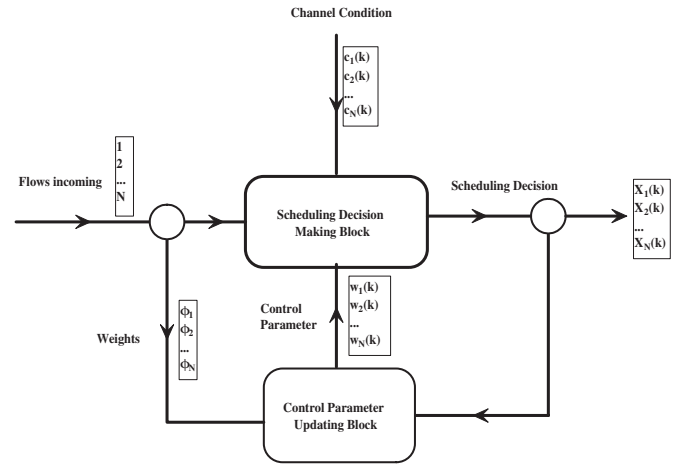 Channel Condition
c1(k)
c2(k)
...
cN(k)
1
2
...
N
Flows incoming
Scheduling Decision
Making Block
Scheduling Decision
X1(k)
X2(k)
...
XN(k)
Weights
ϕ1
ϕ2
...
ϕN
Control
Parameter
w1(k)
w2(k)
...
wN(k)
Control Parameter
Updating Block